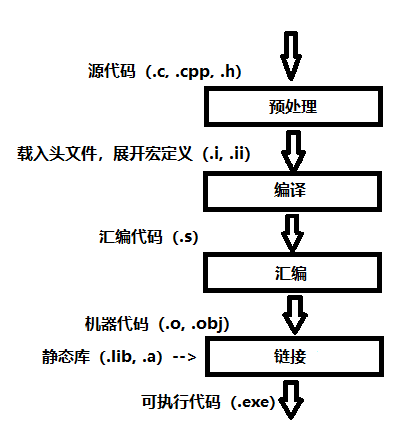 源代码（.c, .cpp, .h）
预处理
载入头文件，展开宏定义（.i, .ii）
编译
汇编代码（.s）
汇编
机器代码（.o, .obj）
静态库（.lib, .a）-->
链接
可执行代码（.exe）